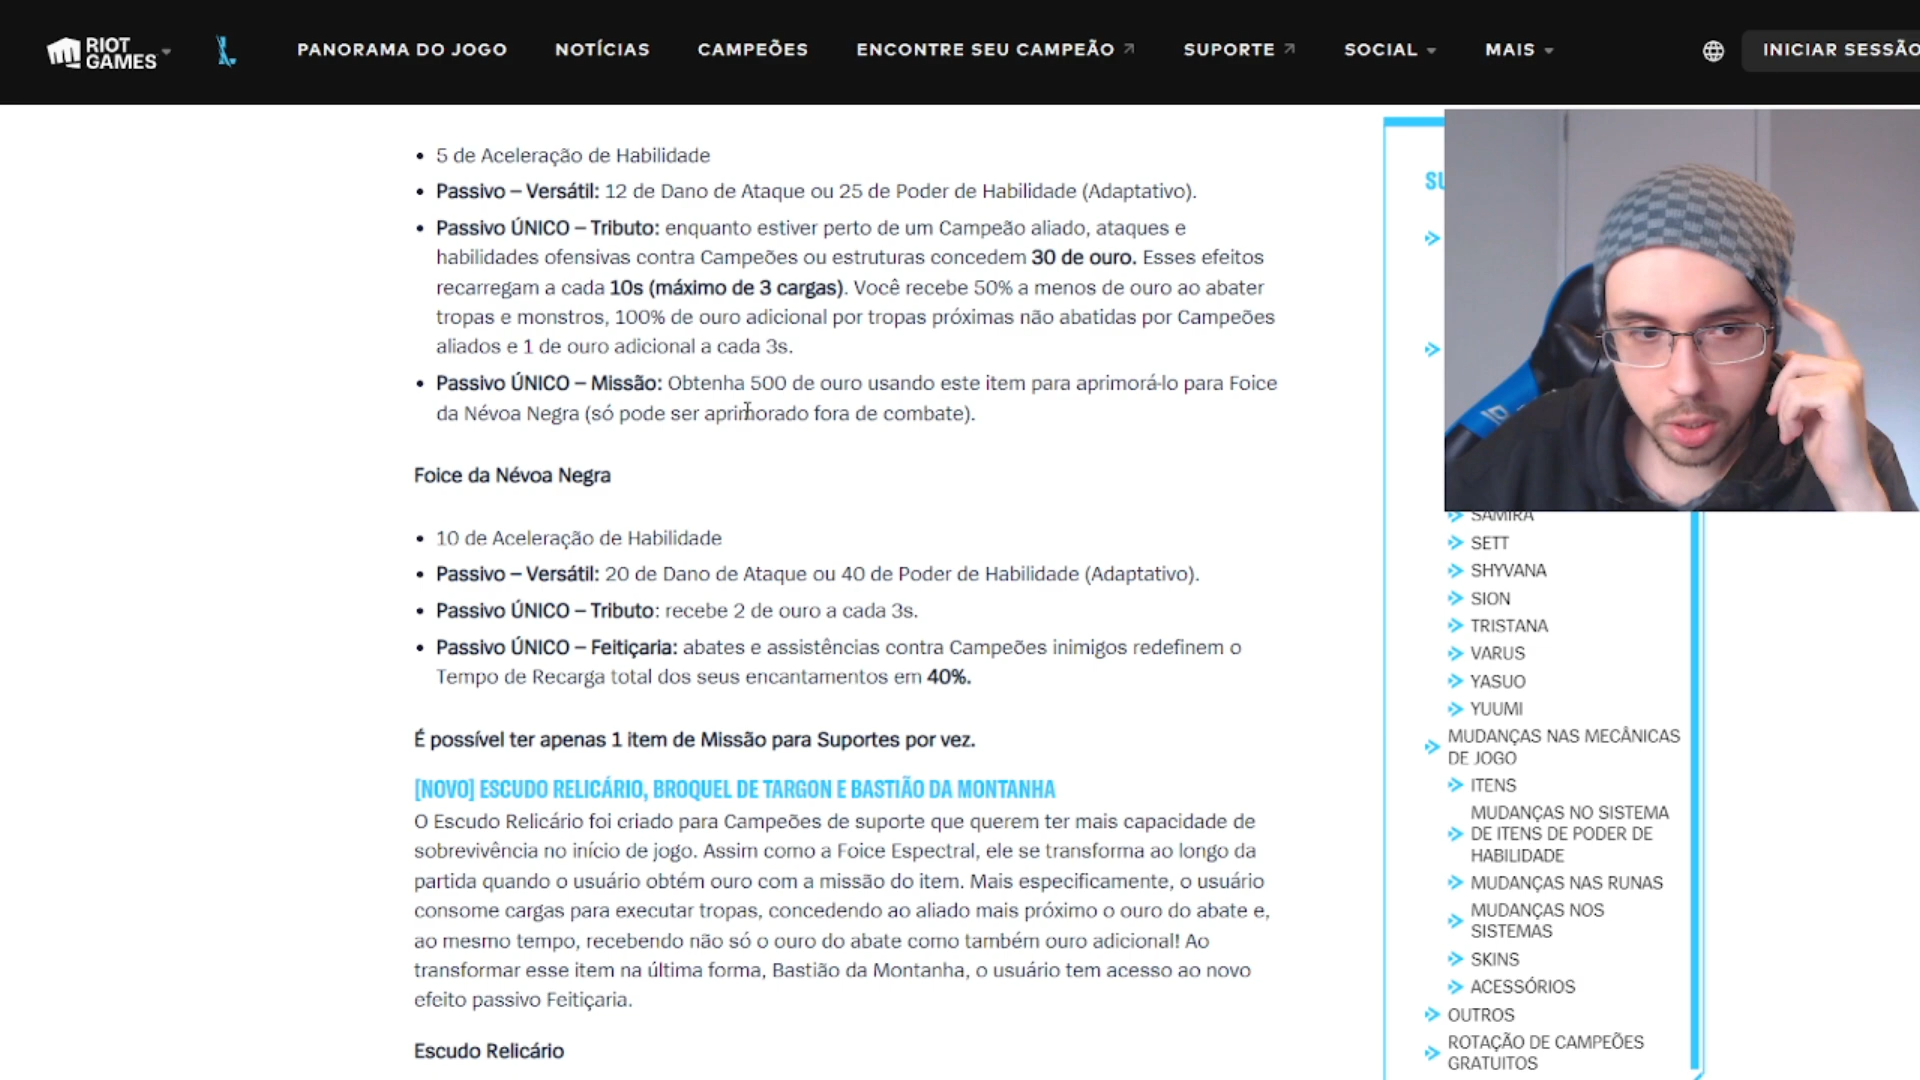 RIOT GAMES
PANORAMA DO JOGO
NOTÍCIAS
CAMPEÕES
ENCONTRE SEU CAMPEÃO
SUPORTE
SOCIAL
MAIS
INICIAR SESSÃO
• 5 de Aceleração de Habilidade
• Passivo – Versátil: 12 de Dano de Ataque ou 25 de Poder de Habilidade (Adaptativo).
• Passivo ÚNICO – Tributo: enquanto estiver perto de um Campeão aliado, ataques e
habilidades ofensivas contra Campeões ou estruturas concedem 30 de ouro. Esses efeitos
recarregam a cada 10s (máximo de 3 cargas). Você recebe 50% a menos de ouro ao abater
tropas e monstros, 100% de ouro adicional por tropas próximas não abatidas por Campeões
aliados e 1 de ouro adicional a cada 3s.
• Passivo ÚNICO – Missão: Obtenha 500 de ouro usando este item para aprimorá-lo para Foice
da Névoa Negra (só pode ser aprimorado fora de combate).
Foice da Névoa Negra
• 10 de Aceleração de Habilidade
• Passivo – Versátil: 20 de Dano de Ataque ou 40 de Poder de Habilidade (Adaptativo).
• Passivo ÚNICO – Tributo: recebe 2 de ouro a cada 3s.
• Passivo ÚNICO – Feitiçaria: abates e assistências contra Campeões inimigos redefinem o
Tempo de Recarga total dos seus encantamentos em 40%.
É possível ter apenas 1 item de Missão para Suportes por vez.
[NOVO] ESCUDO RELICÁRIO, BROQUEL DE TARGON E BASTIÃO DA MONTANHA
O Escudo Relicário foi criado para Campeões de suporte que querem ter mais capacidade de
sobrevivência no início de jogo. Assim como a Foice Espectral, ele se transforma ao longo da
partida quando o usuário obtém ouro com a missão do item. Mais especificamente, o usuário
consome cargas para executar tropas, concedendo ao aliado mais próximo o ouro do abate e,
ao mesmo tempo, recebendo não só o ouro do abate como também ouro adicional! Ao
transformar esse item na última forma, Bastião da Montanha, o usuário tem acesso ao novo
efeito passivo Feitiçaria.
Escudo Relicário
SAMIRA
SETT
SHYVANA
SION
TRISTANA
VARUS
YASUO
YUUMI
MUDANÇAS NAS MECÂNICAS
DE JOGO
ITENS
MUDANÇAS NO SISTEMA
DE ITENS DE PODER DE
HABILIDADE
MUDANÇAS NAS RUNAS
MUDANÇAS NOS
SISTEMAS
SKINS
ACESSÓRIOS
OUTROS
ROTAÇÃO DE CAMPEÕES
GRATUITOS